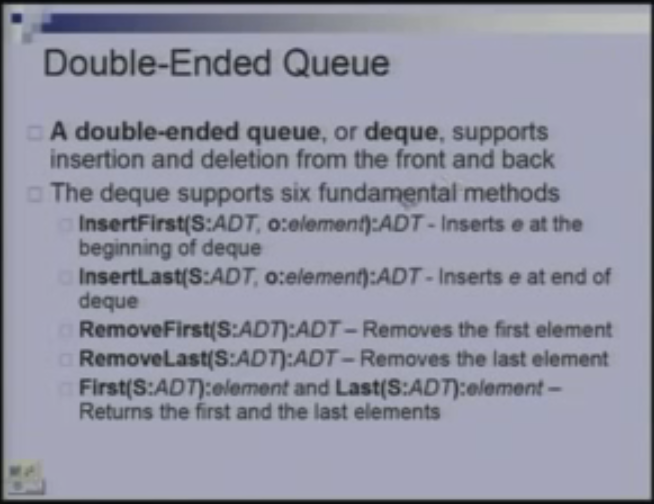 Double-Ended Queue
A double-ended queue, or deque, supports
insertion and deletion from the front and back
The deque supports six fundamental methods
InsertFirst(S:ADT, o:element):ADT - Inserts e at the
beginning of deque
InsertLast(S:ADT, o:element):ADT - Inserts e at end of
deque
RemoveFirst(S:ADT):ADT – Removes the first element
RemoveLast(S:ADT):ADT – Removes the last element
First(S:ADT):element and Last(S:ADT):element –
Returns the first and the last elements